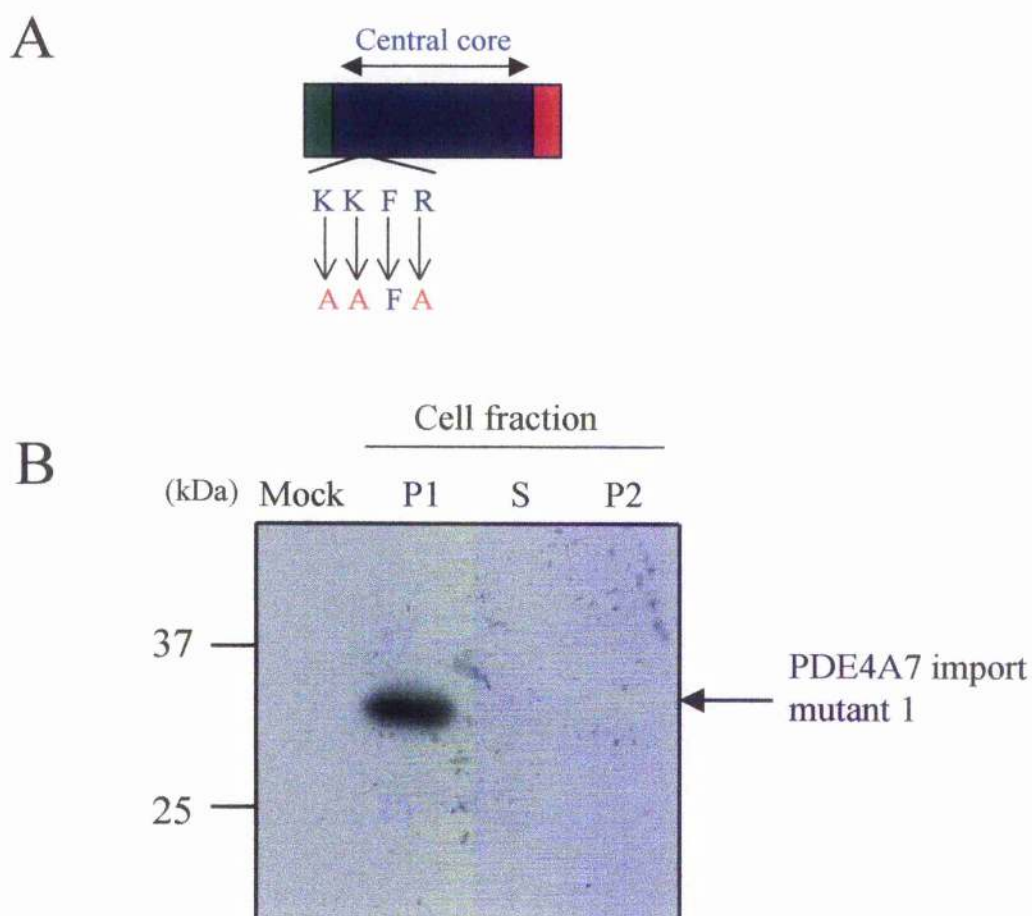 A
Central core
K K F R
A A F A
Cell fraction
B
(kDa) Mock P1 S P2
37
PDE4A7 import
mutant 1
25